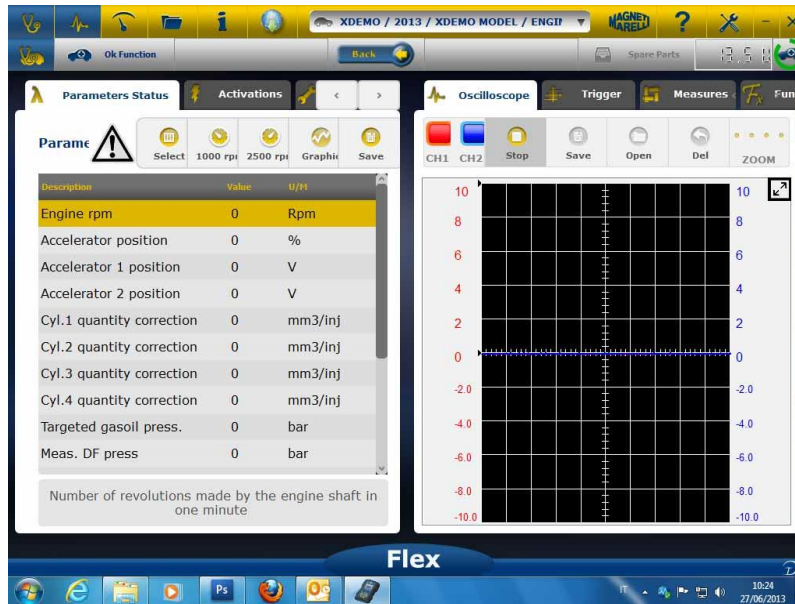 XDEMO / 2013 / XDEMO MODEL / ENGIN
MAGNETI
MARELLI
?
Ok Function
Back
Spare Parts
Parameters Status
Activations
Parame
Select
1000 rp
2500 rp
Graphi
Save
Description Value U/M
Engine rpm 0 Rpm
Accelerator position 0 %
Accelerator 1 position 0 V
Accelerator 2 position 0 V
Cyl.1 quantity correction 0 mm3/inj
Cyl.2 quantity correction 0 mm3/inj
Cyl.3 quantity correction 0 mm3/inj
Cyl.4 quantity correction 0 mm3/inj
Targeted gasoil press. 0 bar
Meas. DF press 0 bar
Number of revolutions made by the engine shaft in
one minute
Oscilloscope
Trigger
Measures
Fx Fun
CH1 CH2
Stop
Save
Open
Del
ZOOM
10 10
8 8
6 6
4 4
2 2
0 0
-2.0 -2.0
-4.0 -4.0
-6.0 -6.0
-8.0 -8.0
-10.0 -10.0
Flex
Ps
IT
10:24
27/06/2013